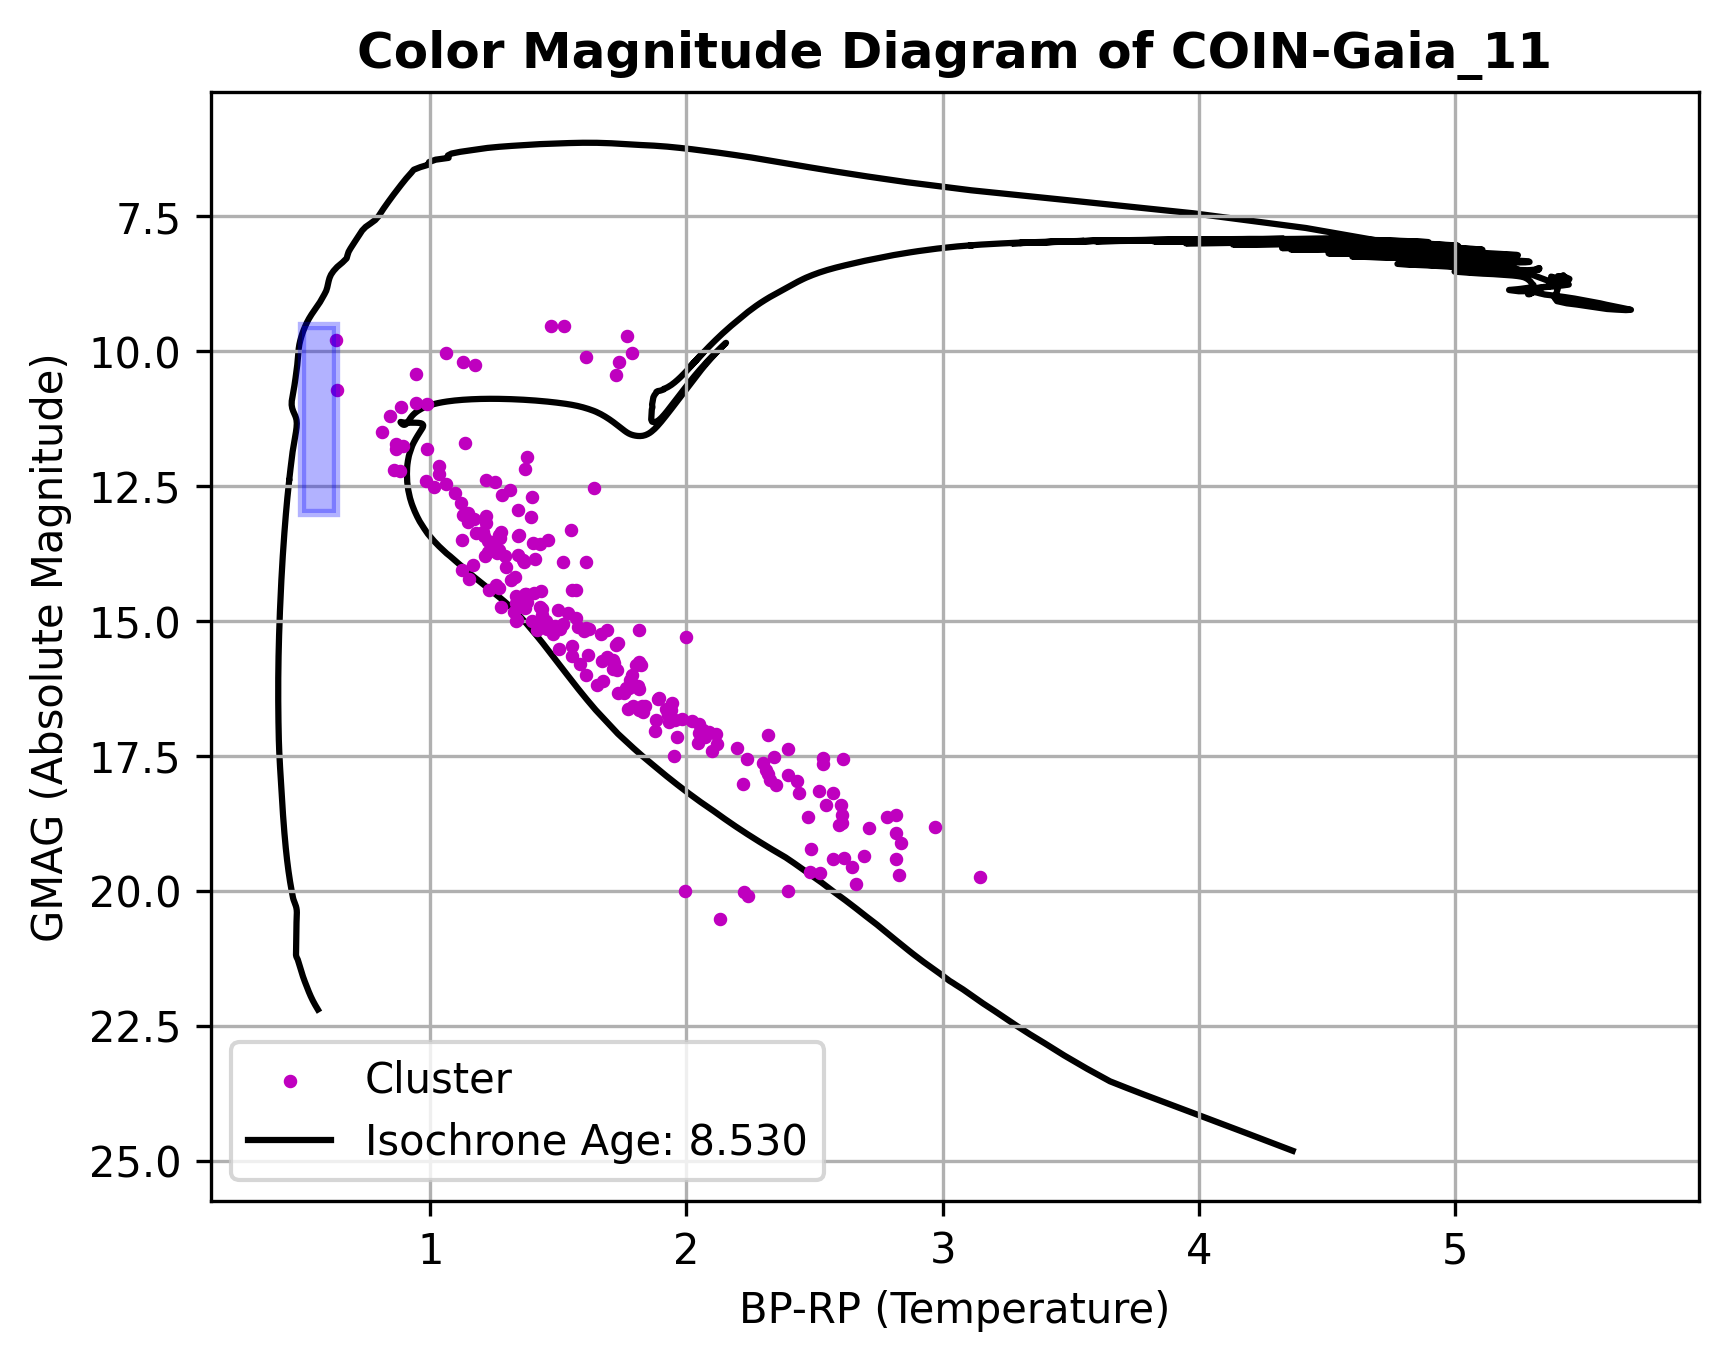 Color Magnitude Diagram of COIN-Gaia_11
GMAG (Absolute Magnitude)
7.5
10.0
12.5
15.0
17.5
20.0
22.5
25.0
Cluster
Isochrone Age: 8.530
1 2 3 4 5
BP-RP (Temperature)